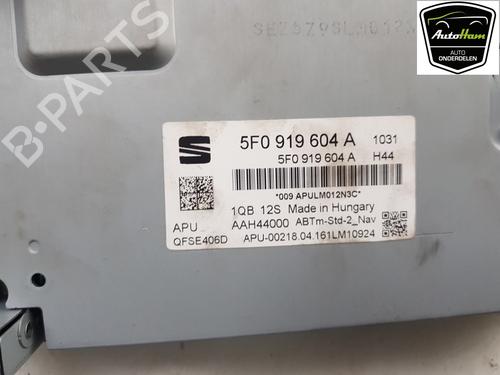 AutoHam
AUTO
ONDERDELEN
B-PARTS
5F0 919 604 A 1031
5F0 919 604 A H44
*009 APULM012N3C*
1QB 12S Made in Hungary
APU AAH44000 ABTm-Std-2_Nav
QFSE406D APU-00218.04.161LM10924